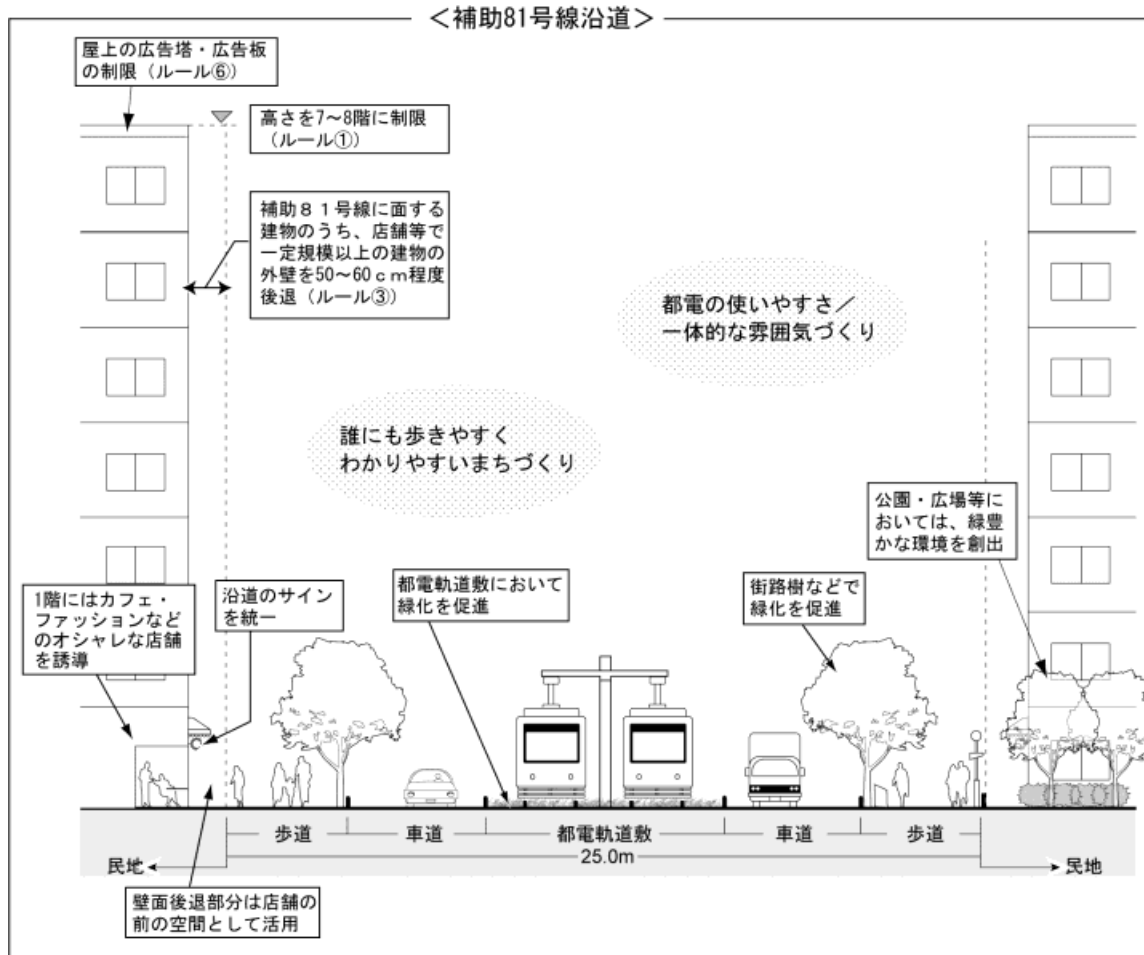 ＜補助81号線沿道＞
屋上の広告塔・広告板
の制限（ルール⑥）
高さを7～8階に制限
（ルール①）
補助８１号線に面する
建物のうち、店舗等で
一定規模以上の建物の
外壁を50～60ｃｍ程度
後退（ルール③）
都電の使いやすさ／
一体的な雰囲気づくり
誰にも歩きやすく
わかりやすいまちづくり
公園・広場等に
おいては、緑豊
かな環境を創出
1階にはカフェ・
ファッションなど
のオシャレな店舗
を誘導
沿道のサイン
を統一
都電軌道敷において
緑化を促進
街路樹などで
緑化を促進
歩道
車道
都電軌道敷
車道
歩道
25.0m
民地
民地
壁面後退部分は店舗の
前の空間として活用